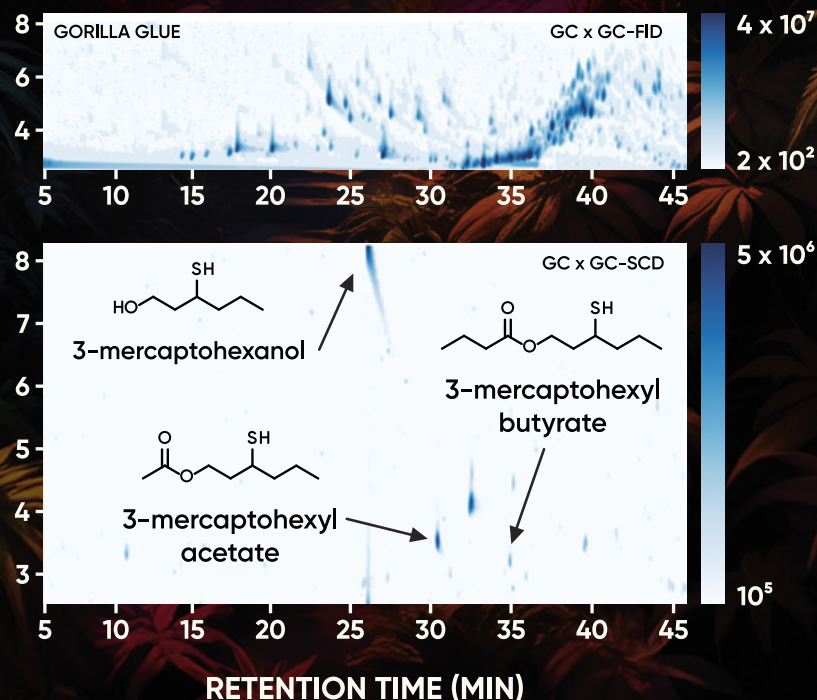 GORILLA GLUE
GC x GC-FID
8
6
4
5 10 15 20 25 30 35 40 45
4 x 10⁷
2 x 10²
GC x GC-SCD
8
7
6
5
4
3
SH
HO
3-mercaptohexanol
O
SH
O
3-mercaptohexyl
butyrate
O
SH
O
3-mercaptohexyl
acetate
5 10 15 20 25 30 35 40 45
5 x 10⁶
10⁵
RETENTION TIME (MIN)